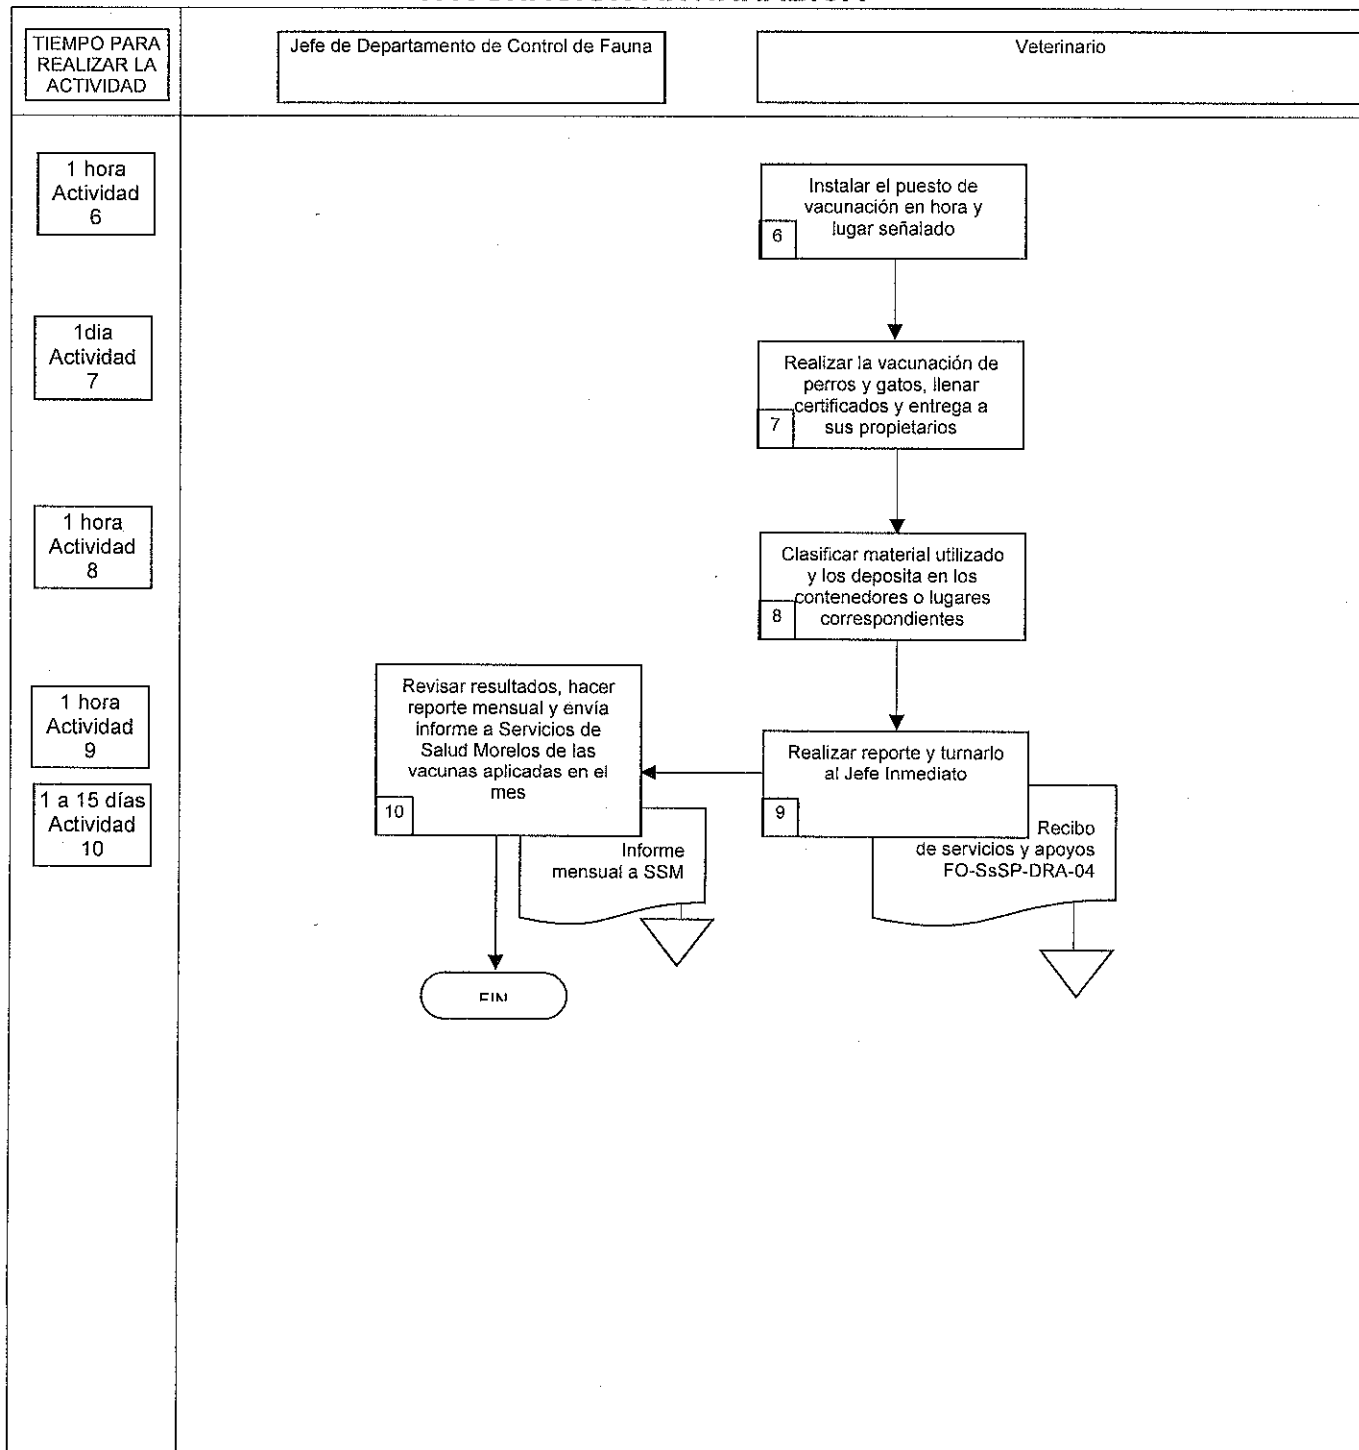 TIEMPO PARA
REALIZAR LA
ACTIVIDAD
Jefe de Departamento de Control de Fauna
Veterinario
1 hora
Actividad
6
Instalar el puesto de
vacunación en hora y
lugar señalado
6
1dia
Actividad
7
Realizar la vacunación de
perros y gatos, llenar
certificados y entrega a
sus propietarios
7
1 hora
Actividad
8
Clasificar material utilizado
y los deposita en los
contenedores o lugares
correspondientes
8
1 hora
Actividad
9
Revisar resultados, hacer
reporte mensual y envía
informe a Servicios de
Salud Morelos de las
vacunas aplicadas en el
mes
10
Realizar reporte y turnarlo
al Jefe Inmediato
9
1 a 15 días
Actividad
10
Informe
mensual a SSM
Recibo
de servicios y apoyos
FO-SsSP-DRA-04
FIN